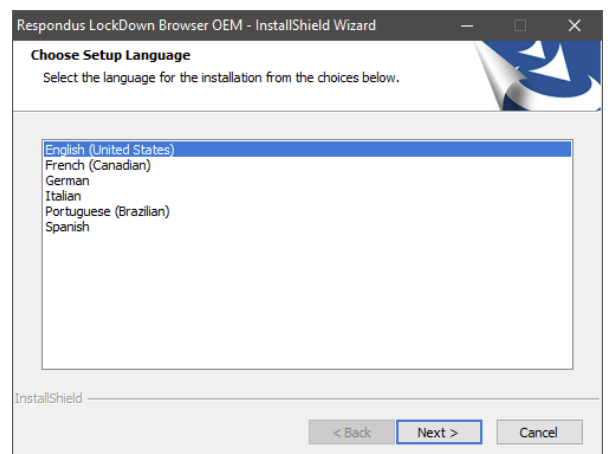 Respondus LockDown Browser OEM - InstallShield Wizard
Choose Setup Language
Select the language for the installation from the choices below.
English (United States)
French (Canadian)
German
Italian
Portuguese (Brazilian)
Spanish
InstallShield
< Back Next > Cancel